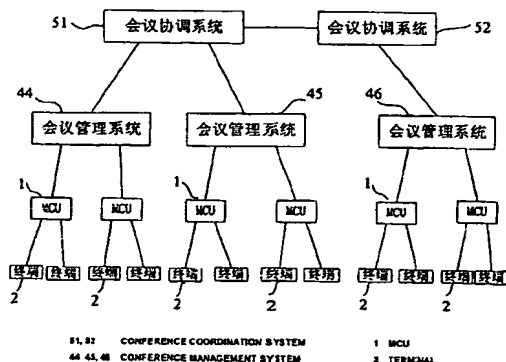 51 会议协调系统 会议协调系统 52
44 45 46
会议管理系统 会议管理系统 会议管理系统
1 1 1
MCU MCU MCU MCU MCU MCU
终端 终端 终端 终端 终端 终端 终端 终端 终端 终端 终端 终端
2 2 2 2 2 2
51, 52 CONFERENCE COORDINATION SYSTEM 1 MCU
44 45, 46 CONFERENCE MANAGEMENT SYSTEM 2 TERMINAL